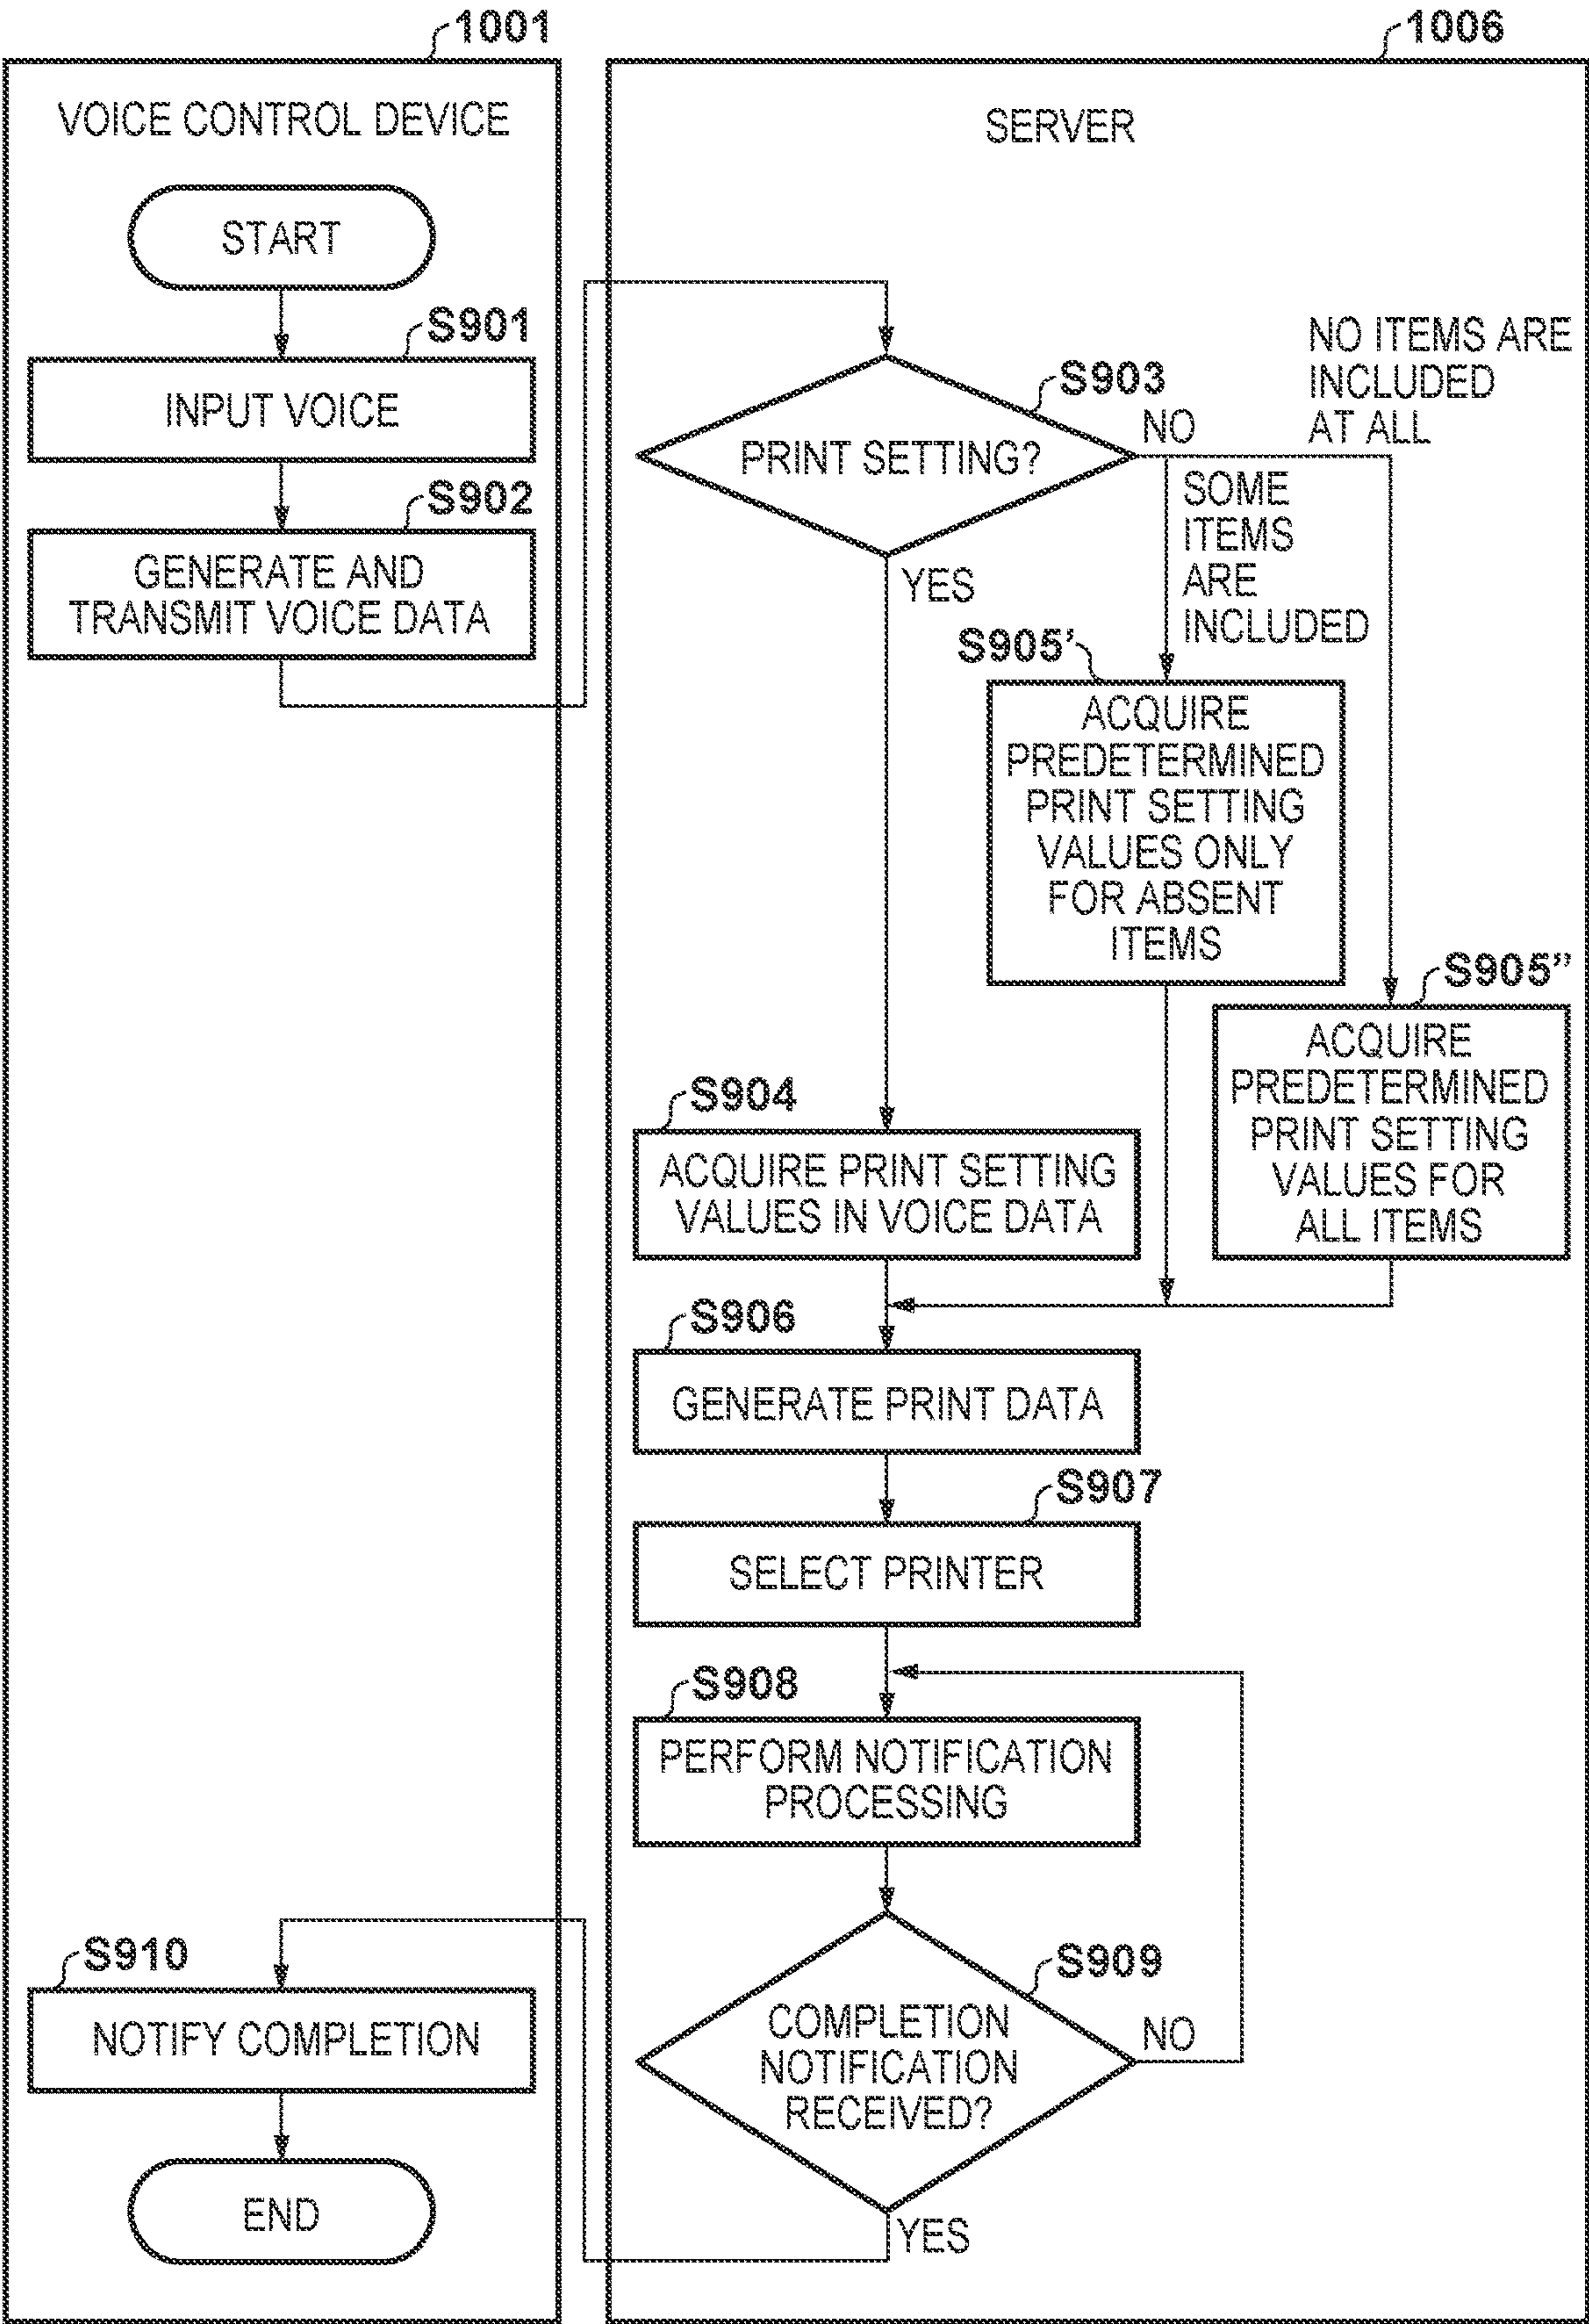 1001
VOICE CONTROL DEVICE
START
S901
INPUT VOICE
S902
GENERATE AND
TRANSMIT VOICE DATA
1006
SERVER
S903
PRINT SETTING?
NO
NO ITEMS ARE
INCLUDED
AT ALL
YES
SOME
ITEMS
ARE
INCLUDED
S905’
ACQUIRE
PREDETERMINED
PRINT SETTING
VALUES ONLY
FOR ABSENT
ITEMS
S905”
ACQUIRE
PREDETERMINED
PRINT SETTING
VALUES FOR
ALL ITEMS
S904
ACQUIRE PRINT SETTING
VALUES IN VOICE DATA
S906
GENERATE PRINT DATA
S907
SELECT PRINTER
S908
PERFORM NOTIFICATION
PROCESSING
S909
COMPLETION
NOTIFICATION
RECEIVED?
NO
YES
S910
NOTIFY COMPLETION
END